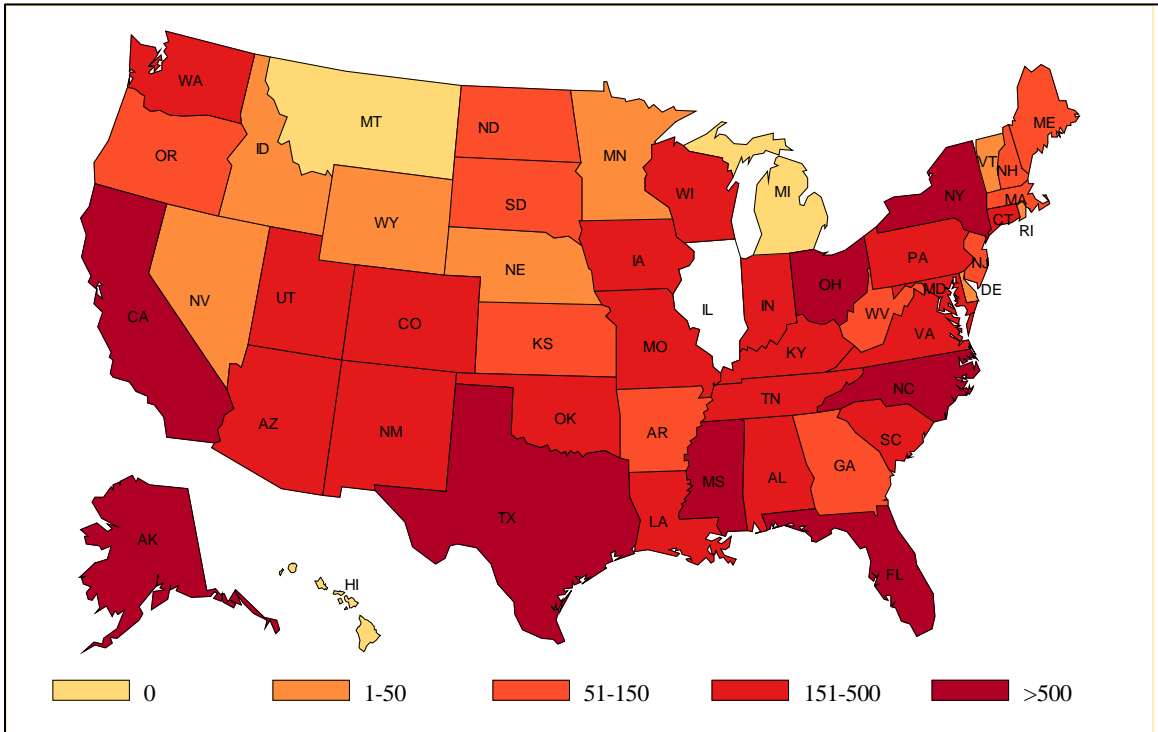 WA
MT
ND
MN
ME
OR
ID
SD
WI
MI
VT
NH
NY
MA
CT
RI
WY
IA
PA
NJ
NE
NV
UT
CO
IL
IN
OH
MD
DE
WV
VA
CA
KS
MO
KY
AZ
NM
OK
AR
TN
NC
SC
MS
AL
GA
TX
LA
FL
AK
HI
0
1-50
51-150
151-500
>500